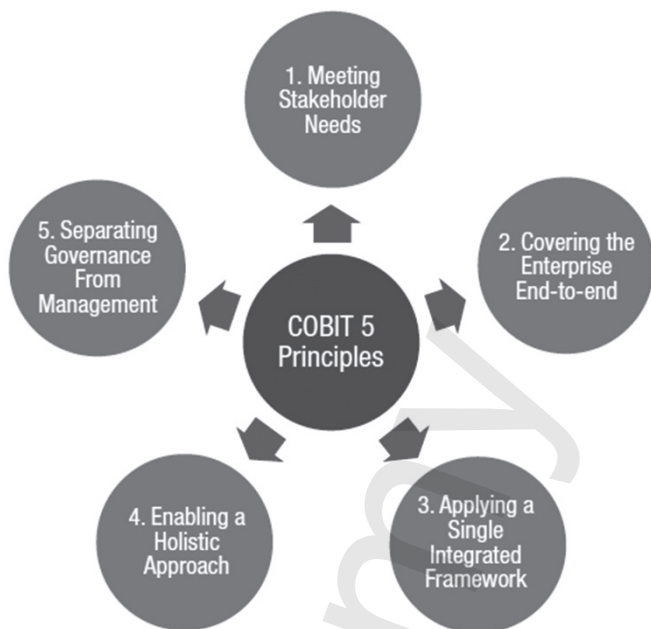 1. Meeting
Stakeholder
Needs
5. Separating
Governance
From
Management
2. Covering the
Enterprise
End-to-end
COBIT 5
Principles
4. Enabling a
Holistic
Approach
3. Applying a
Single
Integrated
Framework
my